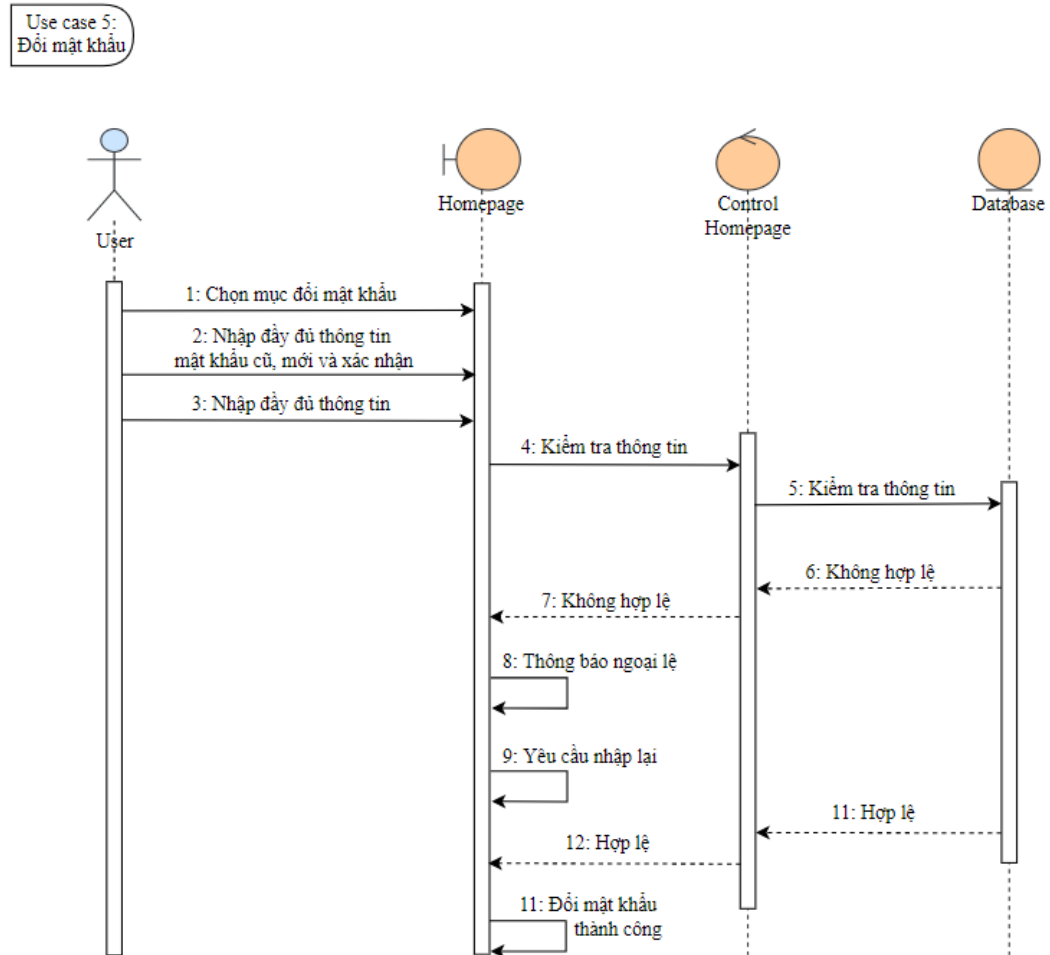 Use case 5:
Đổi mật khẩu
User
Homepage
Control
Homepage
Database
1: Chọn mục đổi mật khẩu
2: Nhập đầy đủ thông tin
mật khẩu cũ, mới và xác nhận
3: Nhập đầy đủ thông tin
4: Kiểm tra thông tin
5: Kiểm tra thông tin
6: Không hợp lệ
7: Không hợp lệ
8: Thông báo ngoại lệ
9: Yêu cầu nhập lại
11: Hợp lệ
12: Hợp lệ
11: Đổi mật khẩu
thành công